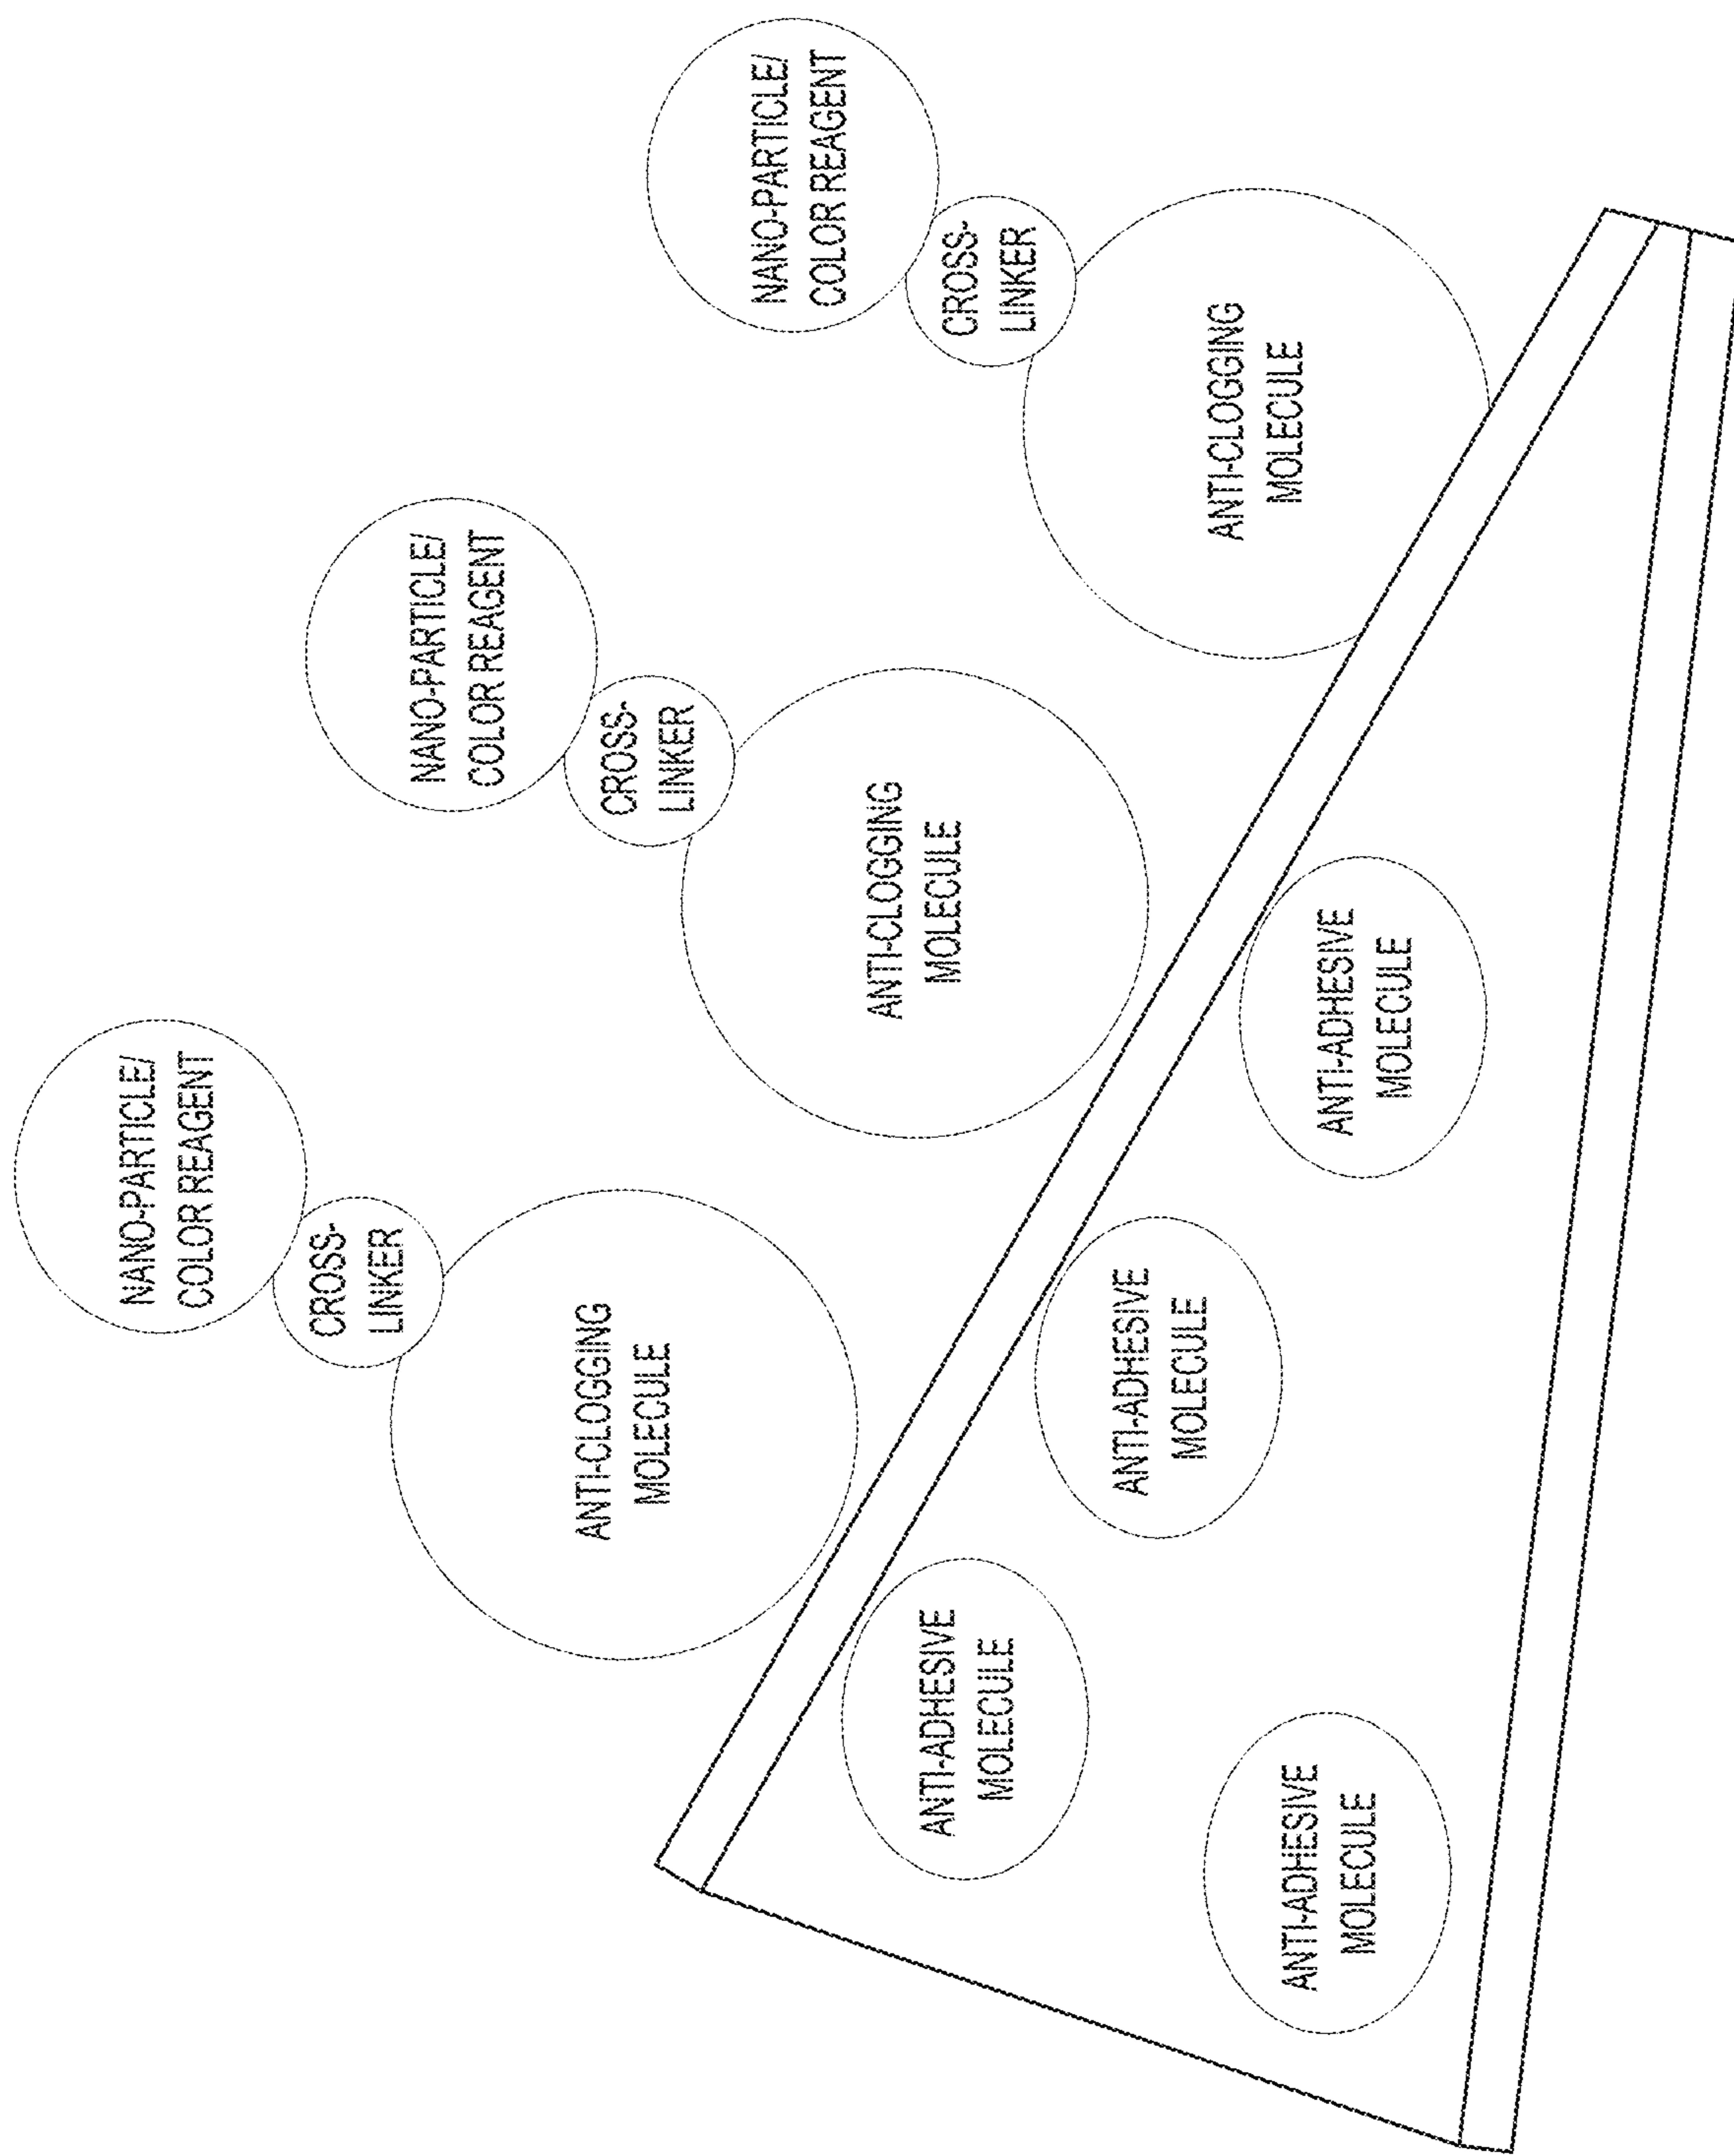 NANO-PARTICLE/
COLOR REAGENT
CROSS-
LINKER
ANTI-CLOGGING
MOLECULE
NANO-PARTICLE/
COLOR REAGENT
CROSS-
LINKER
ANTI-CLOGGING
MOLECULE
NANO-PARTICLE/
COLOR REAGENT
CROSS-
LINKER
ANTI-CLOGGING
MOLECULE
ANTI-ADHESIVE
MOLECULE
ANTI-ADHESIVE
MOLECULE
ANTI-ADHESIVE
MOLECULE
ANTI-ADHESIVE
MOLECULE